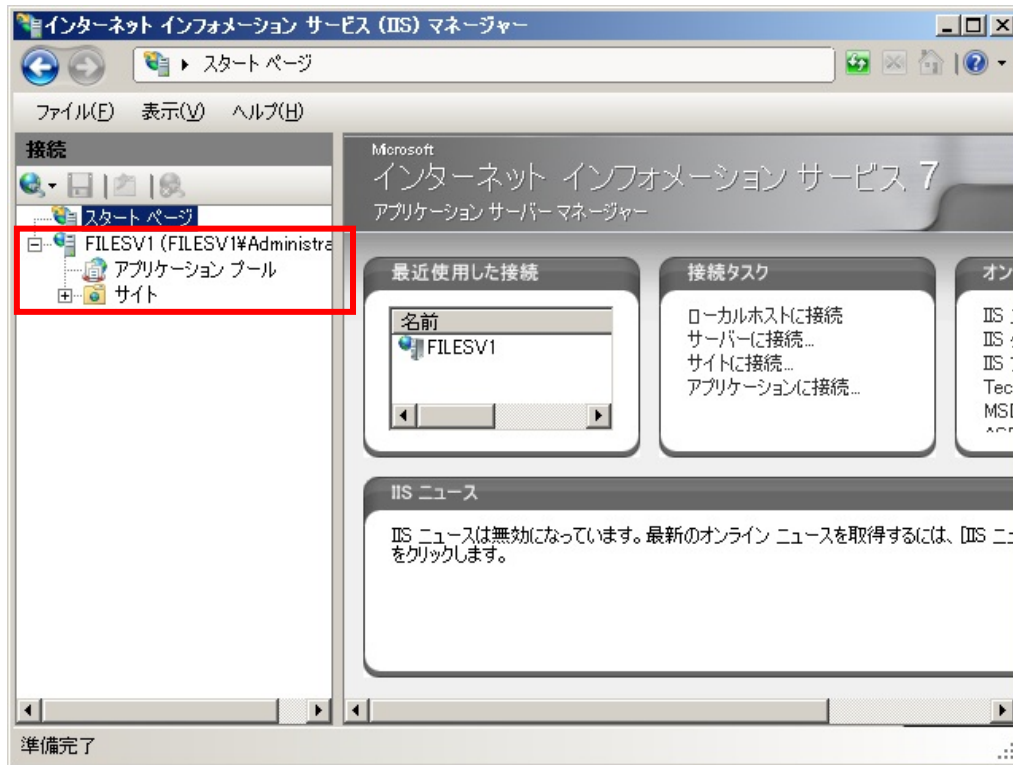 インターネット インフォメーション サービス (IIS) マネージャー
スタート ページ
ファイル(F) 表示(V) ヘルプ(H)
接続
スタート ページ
FILESV1 (FILESV1¥Administra
アプリケーション プール
サイト
Microsoft
インターネット インフォメーション サービス 7
アプリケーション サーバー マネージャー
最近使用した接続
名前
FILESV1
接続タスク
ローカルホストに接続
サーバーに接続...
サイトに接続...
アプリケーションに接続...
オン
IIS
IIS
IIS
Tec
IIS ニュース
IIS ニュースは無効になっています。最新のオンライン ニュースを取得するには、[IIS ニュ
をクリックします。
準備完了